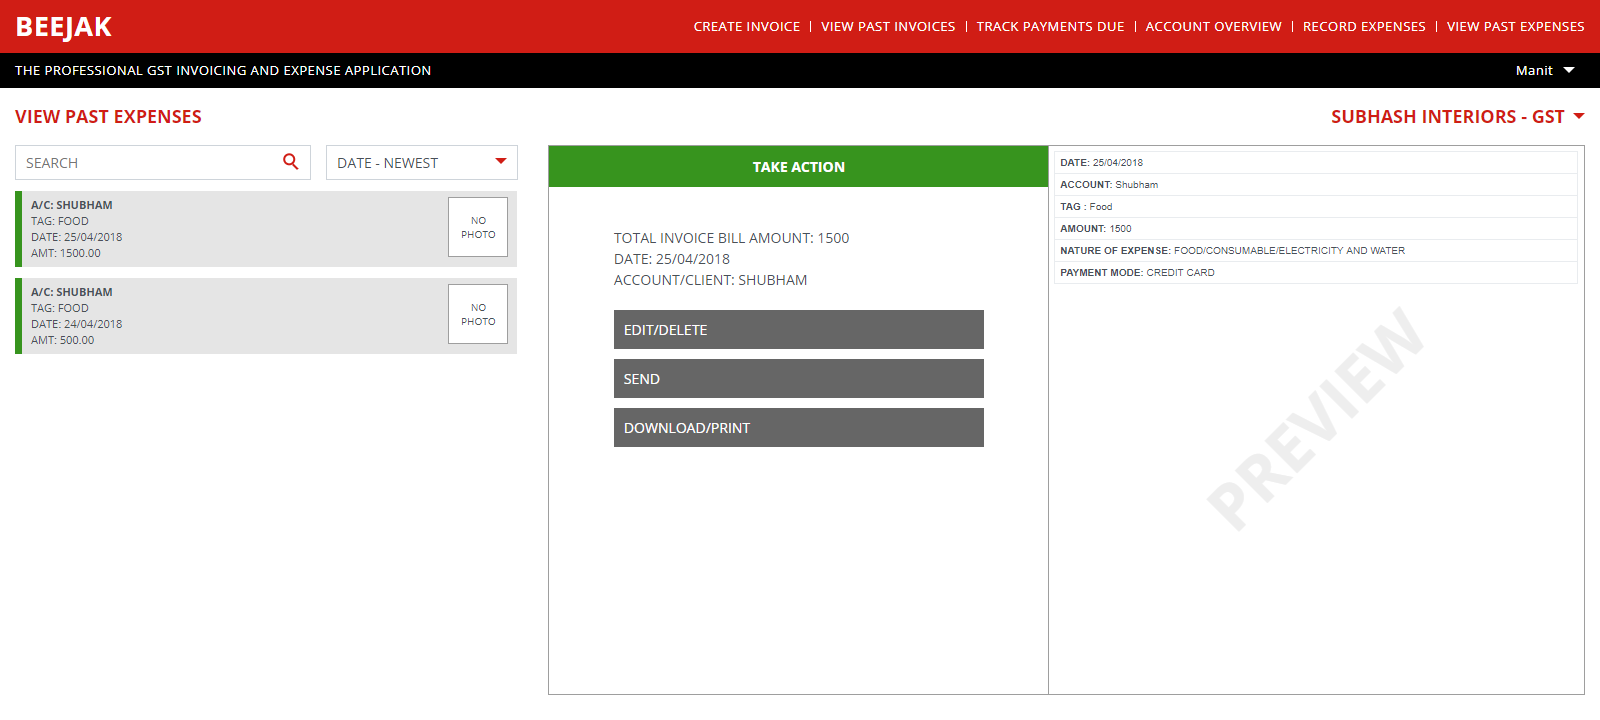 BEEJAK
CREATE INVOICE | VIEW PAST INVOICES | TRACK PAYMENTS DUE | ACCOUNT OVERVIEW | RECORD EXPENSES | VIEW PAST EXPENSES
THE PROFESSIONAL GST INVOICING AND EXPENSE APPLICATION
Manit
VIEW PAST EXPENSES
SUBHASH INTERIORS - GST
SEARCH
DATE - NEWEST
A/C: SHUBHAM
TAG: FOOD
DATE: 25/04/2018
AMT: 1500.00
NO
PHOTO
A/C: SHUBHAM
TAG: FOOD
DATE: 24/04/2018
AMT: 500.00
NO
PHOTO
TAKE ACTION
TOTAL INVOICE BILL AMOUNT: 1500
DATE: 25/04/2018
ACCOUNT/CLIENT: SHUBHAM
EDIT/DELETE
SEND
DOWNLOAD/PRINT
DATE: 25/04/2018
ACCOUNT: Shubham
TAG : Food
AMOUNT: 1500
NATURE OF EXPENSE: FOOD/CONSUMABLE/ELECTRICITY AND WATER
PAYMENT MODE: CREDIT CARD
PREVIEW